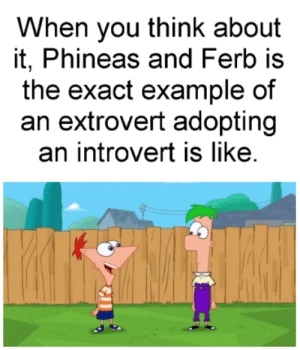 When you think about
it, Phineas and Ferb is
the exact example of
an extrovert adopting
an introvert is like.